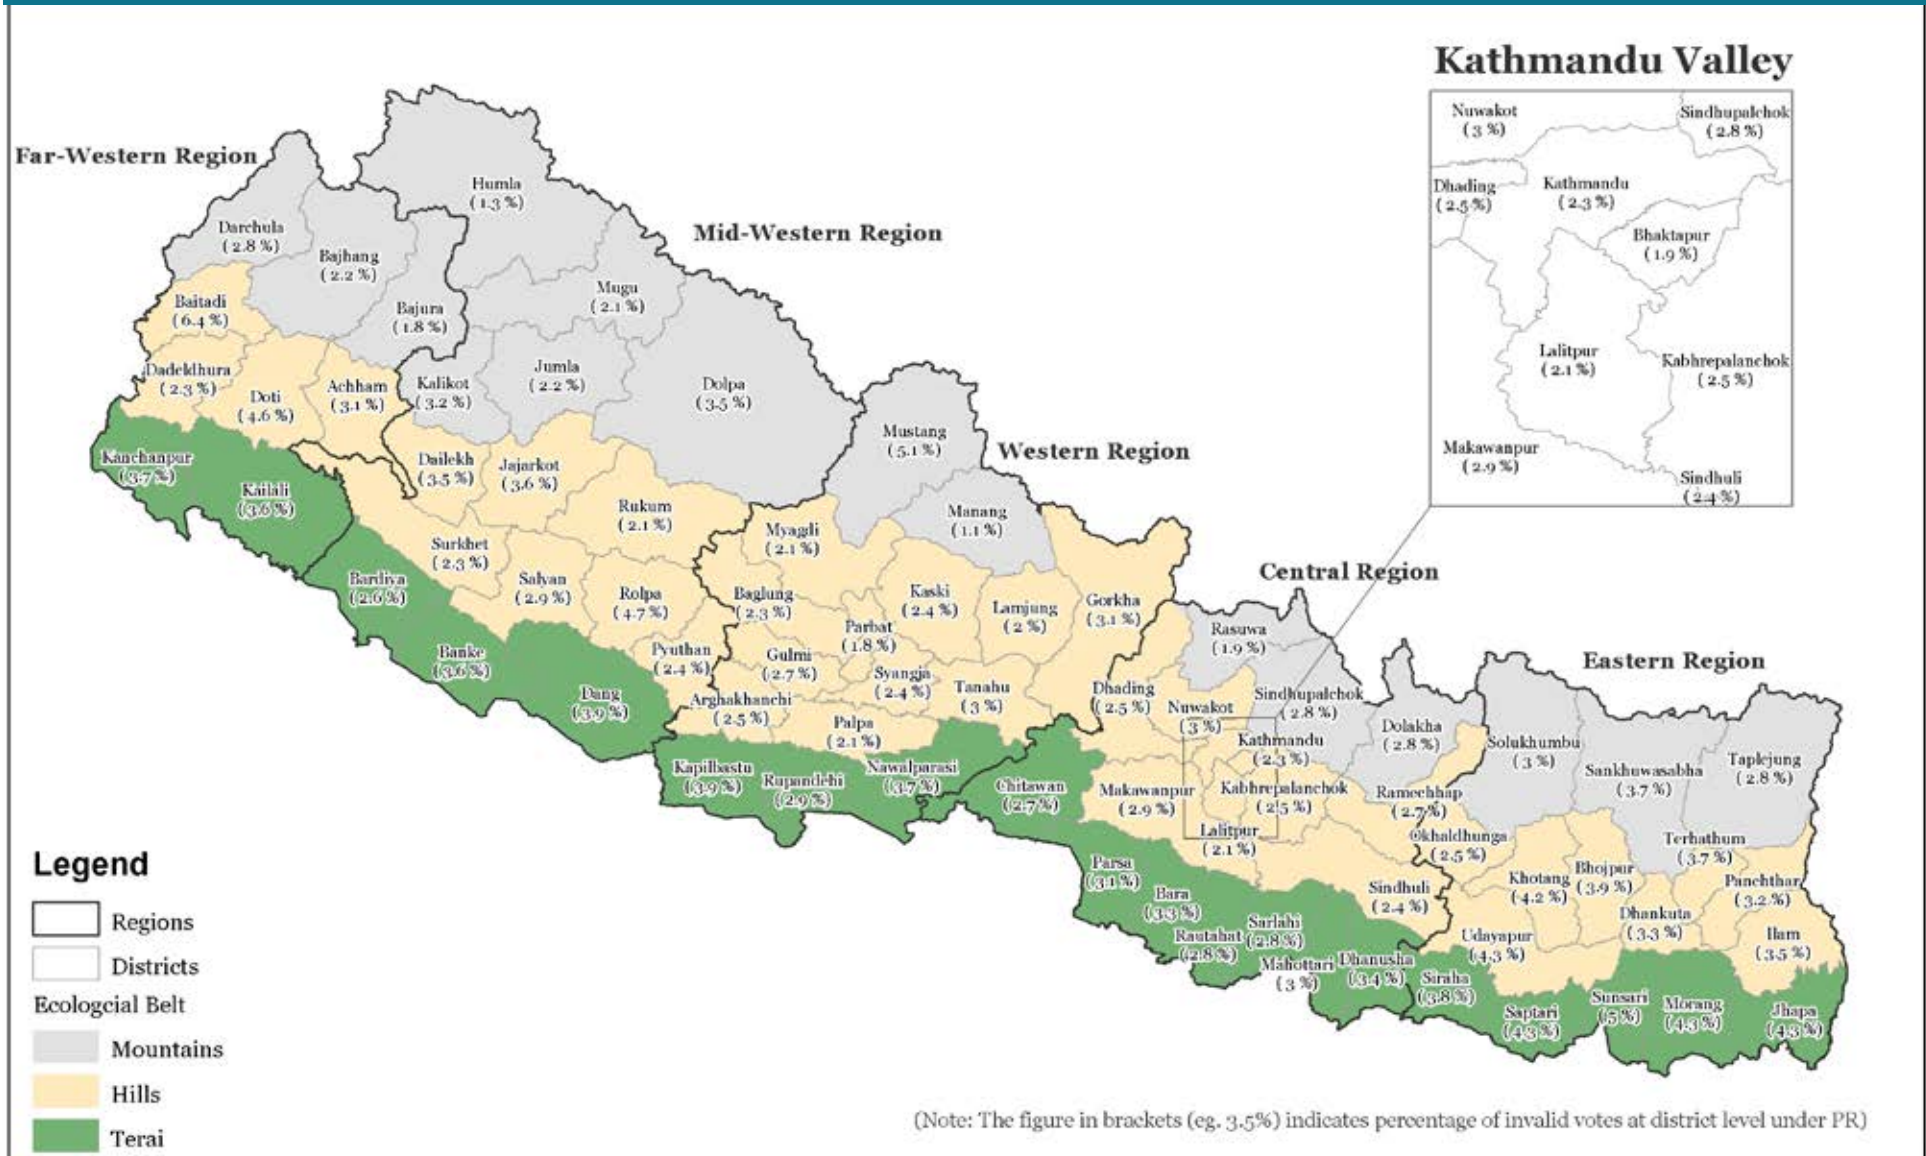 Kathmandu Valley
Nuwakot
(3 %)
Sindhupalchok
(2.8 %)
Dhading
(2.5 %)
Kathmandu
(2.3 %)
Bhaktapur
(1.9 %)
Lalitpur
(2.1 %)
Kabhrepalanchok
(2.5 %)
Makawanpur
(2.9 %)
Sindhuli
(2.4 %)
Far-Western Region
Darchula
(2.8 %)
Bajhang
(2.2 %)
Bajura
(1.8 %)
Baitadi
(6.4 %)
Dadeldhura
(2.3 %)
Doti
(4.6 %)
Achham
(3.1 %)
Kanchanpur
(3.7 %)
Kailali
(3.6 %)
Mid-Western Region
Humla
(1.3 %)
Mugu
(2.1 %)
Kalikot
(3.2 %)
Jumla
(2.2 %)
Dolpa
(3.5 %)
Dailekh
(3.5 %)
Jajarkot
(3.6 %)
Rukum
(2.1 %)
Surkhet
(2.3 %)
Salyan
(2.9 %)
Rolpa
(4.7 %)
Pyuthan
(2.4 %)
Bardiya
(2.6 %)
Banke
(3.6 %)
Dang
(3.9 %)
Western Region
Mustang
(5.1 %)
Manang
(1.1 %)
Myagdi
(2.1 %)
Baglung
(2.3 %)
Kaski
(2.4 %)
Lamjung
(2 %)
Gorkha
(3.1 %)
Parbat
(1.8 %)
Gulmi
(2.7 %)
Syangja
(2.4 %)
Tanahu
(3 %)
Arghakhanchi
(2.5 %)
Palpa
(2.1 %)
Kapilbastu
(3.9 %)
Rupandehi
(2.9 %)
Nawalparasi
(3.7 %)
Central Region
Rasuwa
(1.9 %)
Dhading
(2.5 %)
Nuwakot
(3 %)
Sindhupalchok
(2.8 %)
Dolakha
(2.8 %)
Kathmandu
(2.3 %)
Chitawan
(2.7 %)
Makawanpur
(2.9 %)
Kabhrepalanchok
(2.5 %)
Ramechhap
(2.7 %)
Lalitpur
(2.1 %)
Sindhuli
(2.4 %)
Parsa
(3.1 %)
Bara
(3.3 %)
Rautahat
(2.8 %)
Sarlahi
(2.8 %)
Mahottari
(3 %)
Dhanusha
(3.4 %)
Eastern Region
Solukhumbu
(3 %)
Sankhuwasabha
(3.7 %)
Taplejung
(2.8 %)
Okhaldhunga
(2.5 %)
Khotang
(4.2 %)
Bhojpur
(3.9 %)
Terhathum
(3.7 %)
Panchthar
(3.2 %)
Dhankuta
(3.3 %)
Udayapur
(4.3 %)
Ilam
(3.5 %)
Siraha
(3.8 %)
Saptari
(4.3 %)
Sunsari
(5 %)
Morang
(4.3 %)
Jhapa
(4.3 %)
Legend
Regions
Districts
Ecologcial Belt
Mountains
Hills
Terai
(Note: The figure in brackets (eg. 3.5%) indicates percentage of invalid votes at district level under PR)